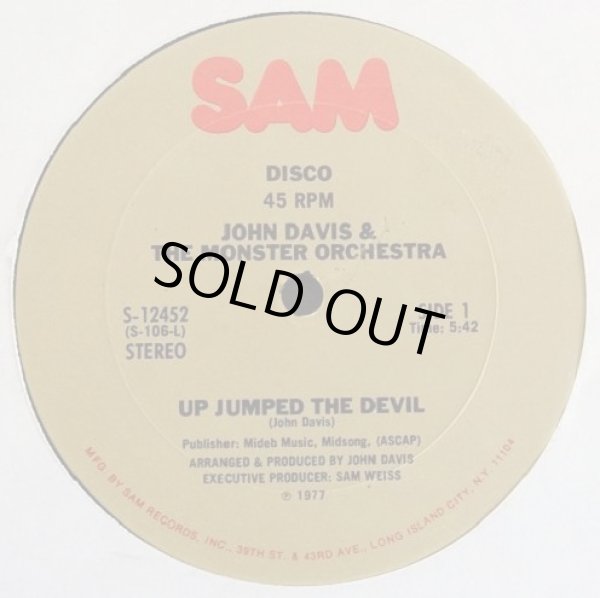 SAM
DISCO
45 RPM
JOHN DAVIS &
THE MONSTER ORCHESTRA
SOLD OUT
S-12452
(S-106-L)
STEREO
SIDE 1
Time: 5:42
UP JUMPED THE DEVIL
(John Davis)
Publisher: Mideb Music, Midsong, (ASCAP)
ARRANGED & PRODUCED BY JOHN DAVIS
EXECUTIVE PRODUCER: SAM WEISS
℗ 1977
MFG. BY SAM RECORDS, INC., 39TH ST. & 43RD AVE., LONG ISLAND CITY, N.Y. 11104